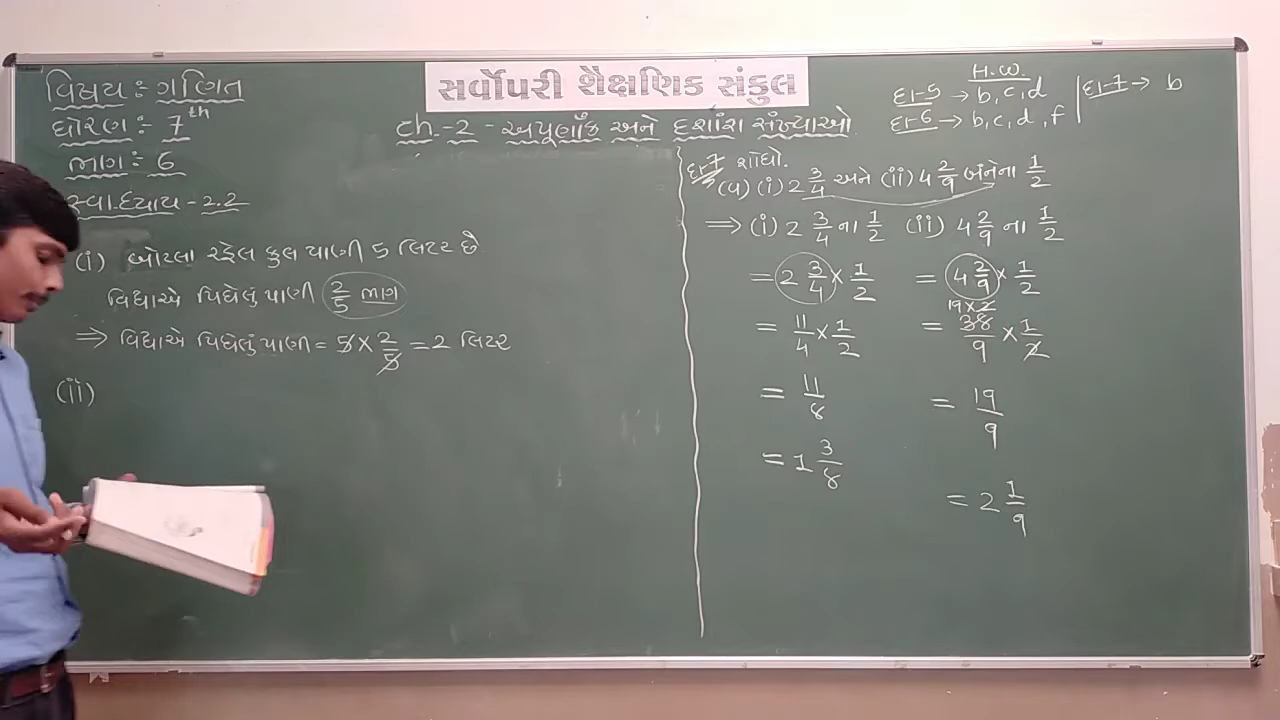 સર્વોપરી શૈક્ષણિક સંકુલ
વિષય : ગણિત
ધોરણ : 7th
ભાગ : 6
સ્વાધ્યાય - 2.2
ch.-2 - અપૂર્ણાંક અને દશાંશ સંખ્યાઓ
H.W.
દા-5 → b,c,d
દા-6 → b,c,d,f
દા-7 → b
(i) બોટલમાં રહેલ કુલ પાણી 5 લિટર છે
વિદ્યાએ પિધેલું પાણી 2/5 ભાગ
⇒ વિદ્યાએ પિધેલું પાણી = 5 × 2/5 = 2 લિટર
(ii)
દા-7 શોધો.
(a) (i) 2 3/4 અને (ii) 4 2/9 બંનેના 1/2
⇒ (i) 2 3/4 ના 1/2 (ii) 4 2/9 ના 1/2
= 2 3/4 × 1/2 = 4 2/9 × 1/2
19 × 2
= 11/4 × 1/2 = 38/9 × 1/2
= 11/8 = 19/9
= 1 3/8 = 2 1/9